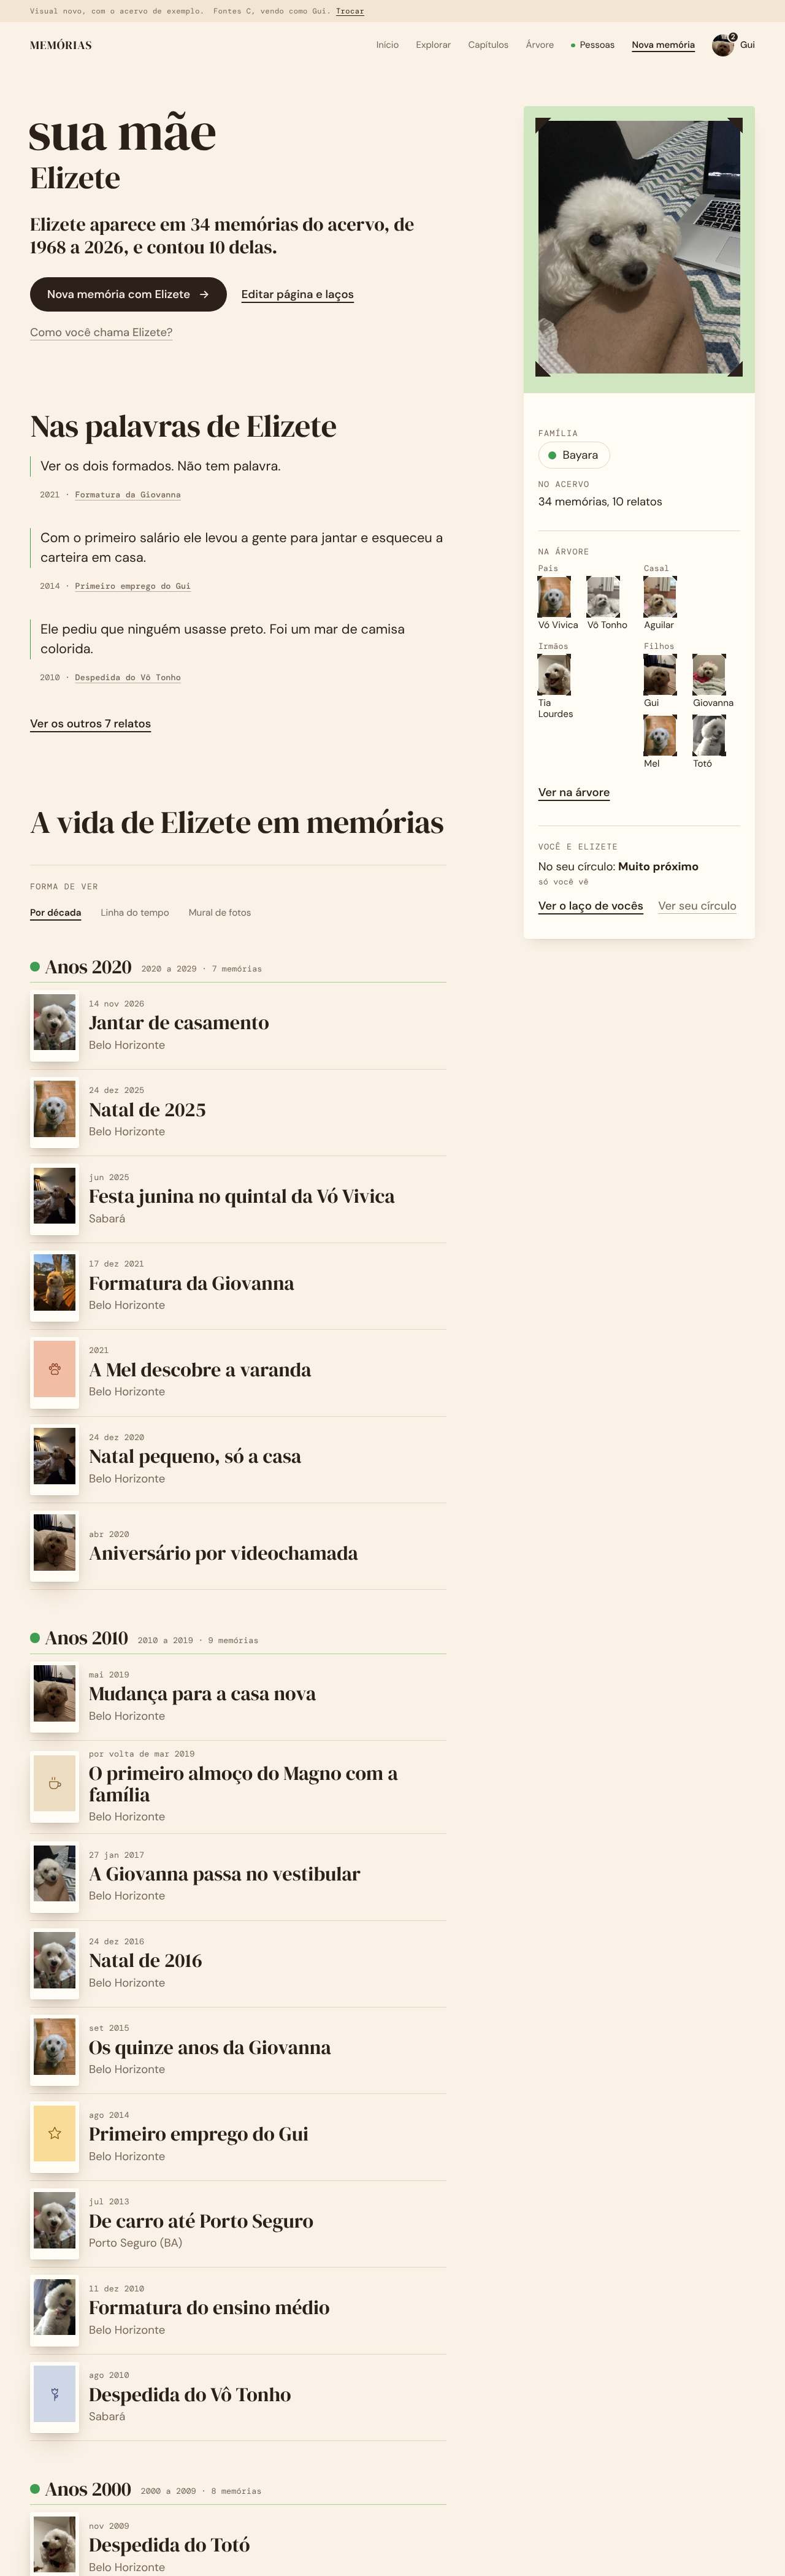 Visual novo, com o acervo de exemplo. Fontes C, vendo como Gui. Trocar
MEMÓRIAS
Início Explorar Capítulos Árvore Pessoas Nova memória 2 Gui
sua mãe
Elizete
Elizete aparece em 34 memórias do acervo, de
1968 a 2026, e contou 10 delas.
Nova memória com Elizete → Editar página e laços
Como você chama Elizete?
Nas palavras de Elizete
Ver os dois formados. Não tem palavra.
2021 · Formatura da Giovanna
Com o primeiro salário ele levou a gente para jantar e esqueceu a
carteira em casa.
2014 · Primeiro emprego do Gui
Ele pediu que ninguém usasse preto. Foi um mar de camisa
colorida.
2010 · Despedida do Vô Tonho
Ver os outros 7 relatos
FAMÍLIA
Bayara
NO ACERVO
34 memórias, 10 relatos
NA ÁRVORE
Pais Casal
Vó Vivica Vô Tonho Aguilar
Irmãos Filhos
Tia
Lourdes
Gui Giovanna
Mel Totó
Ver na árvore
VOCÊ E ELIZETE
No seu círculo: Muito próximo
só você vê
Ver o laço de vocês Ver seu círculo
A vida de Elizete em memórias
FORMA DE VER
Por década Linha do tempo Mural de fotos
Anos 2020 2020 a 2029 · 7 memórias
14 nov 2026
Jantar de casamento
Belo Horizonte
24 dez 2025
Natal de 2025
Belo Horizonte
jun 2025
Festa junina no quintal da Vó Vivica
Sabará
17 dez 2021
Formatura da Giovanna
Belo Horizonte
2021
A Mel descobre a varanda
Belo Horizonte
24 dez 2020
Natal pequeno, só a casa
Belo Horizonte
abr 2020
Aniversário por videochamada
Anos 2010 2010 a 2019 · 9 memórias
mai 2019
Mudança para a casa nova
Belo Horizonte
por volta de mar 2019
O primeiro almoço do Magno com a
família
Belo Horizonte
27 jan 2017
A Giovanna passa no vestibular
Belo Horizonte
24 dez 2016
Natal de 2016
Belo Horizonte
set 2015
Os quinze anos da Giovanna
Belo Horizonte
ago 2014
Primeiro emprego do Gui
Belo Horizonte
jul 2013
De carro até Porto Seguro
Porto Seguro (BA)
11 dez 2010
Formatura do ensino médio
Belo Horizonte
ago 2010
Despedida do Vô Tonho
Sabará
Anos 2000 2000 a 2009 · 8 memórias
nov 2009
Despedida do Totó
Belo Horizonte